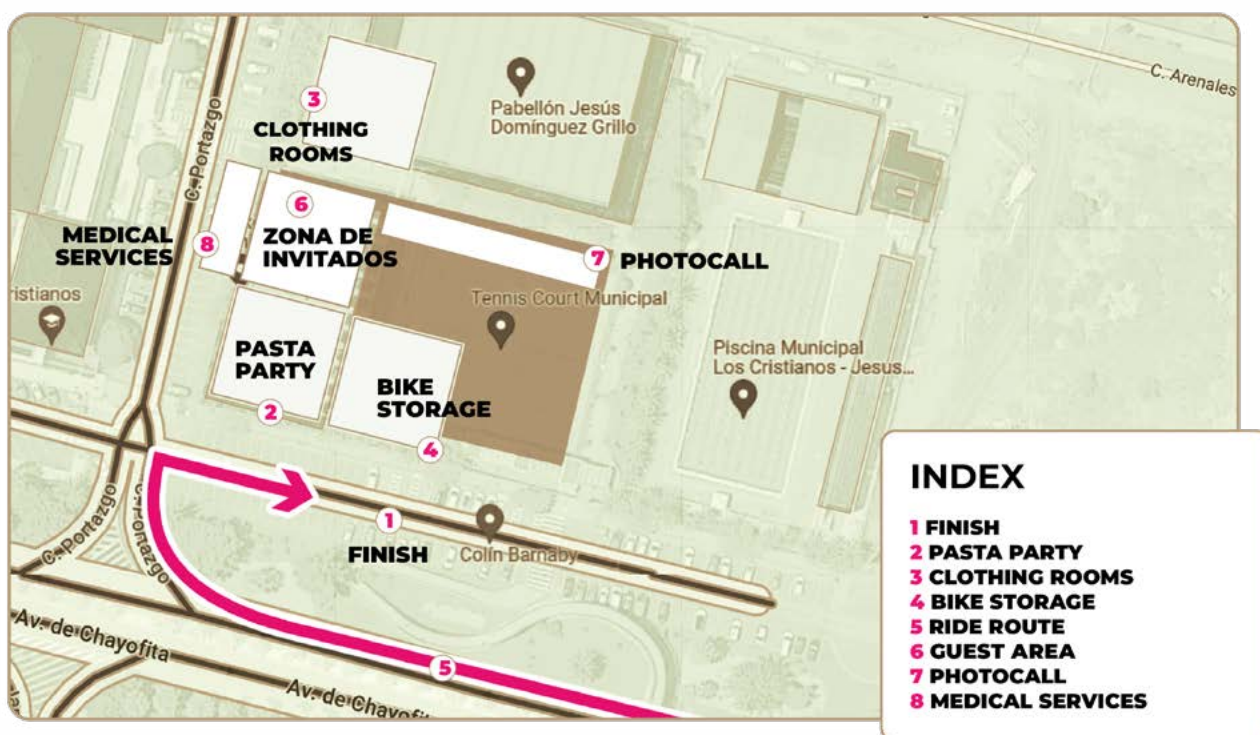 C. Arenales
Pabellón Jesús
Domínguez Grillo
3
CLOTHING
ROOMS
C. Portazgo
6
MEDICAL
SERVICES
8
ZONA DE
INVITADOS
7
PHOTOCALL
Tennis Court Municipal
ristianos
PASTA
PARTY
2
BIKE
STORAGE
4
Piscina Municipal
Los Cristianos - Jesus...
1
FINISH
Colín Barnaby
C. Portazgo
Portazgo
Av. de Chayofita
5
Av. de Chayofita
INDEX
1 FINISH
2 PASTA PARTY
3 CLOTHING ROOMS
4 BIKE STORAGE
5 RIDE ROUTE
6 GUEST AREA
7 PHOTOCALL
8 MEDICAL SERVICES